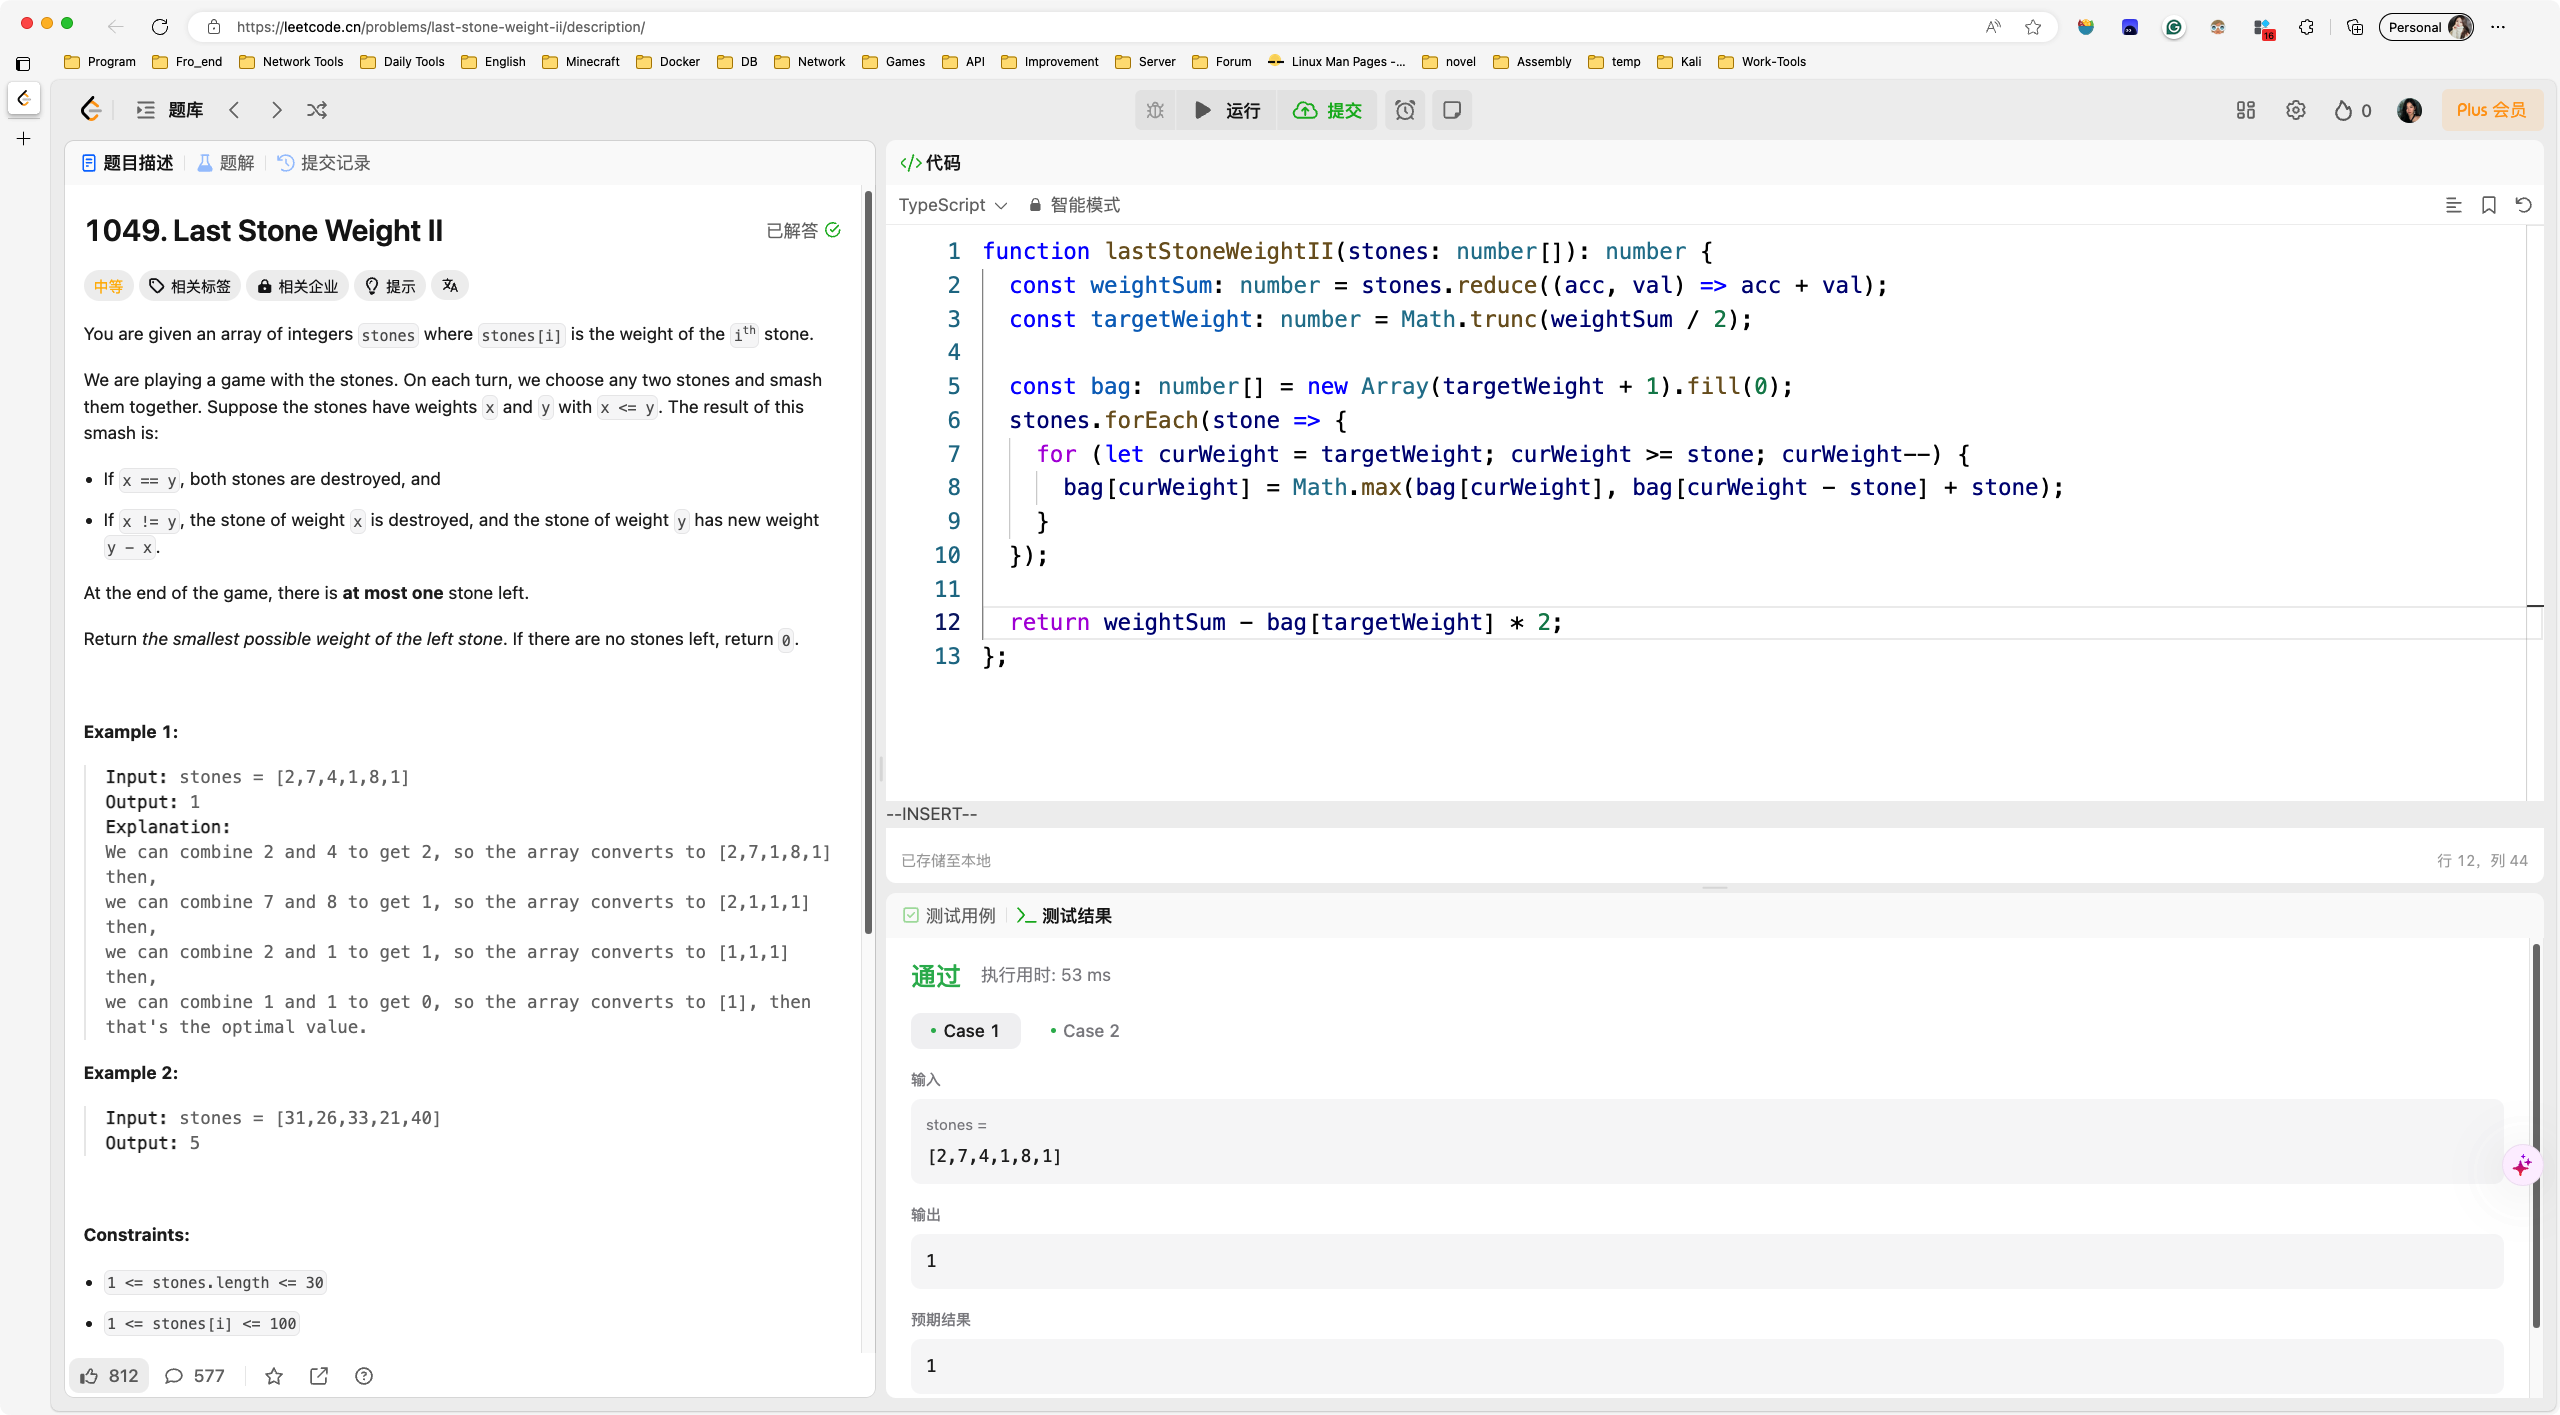 https://leetcode.cn/problems/last-stone-weight-ii/description/
Personal
16
Program Fro_end Network Tools Daily Tools English Minecraft Docker DB Network Games API Improvement Server Forum Linux Man Pages -... novel Assembly temp Kali Work-Tools
题库 运行 提交 0 Plus 会员
题目描述 题解 提交记录
1049. Last Stone Weight II 已解答
中等 相关标签 相关企业 提示
You are given an array of integers stones where stones[i] is the weight of the ith stone.
We are playing a game with the stones. On each turn, we choose any two stones and smash
them together. Suppose the stones have weights x and y with x <= y. The result of this
smash is:
• If x == y, both stones are destroyed, and
• If x != y, the stone of weight x is destroyed, and the stone of weight y has new weight
y - x.
At the end of the game, there is at most one stone left.
Return the smallest possible weight of the left stone. If there are no stones left, return 0.
Example 1:
Input: stones = [2,7,4,1,8,1]
Output: 1
Explanation:
We can combine 2 and 4 to get 2, so the array converts to [2,7,1,8,1]
then,
we can combine 7 and 8 to get 1, so the array converts to [2,1,1,1]
then,
we can combine 2 and 1 to get 1, so the array converts to [1,1,1]
then,
we can combine 1 and 1 to get 0, so the array converts to [1], then
that's the optimal value.
Example 2:
Input: stones = [31,26,33,21,40]
Output: 5
Constraints:
• 1 <= stones.length <= 30
• 1 <= stones[i] <= 100
812 577
</> 代码
TypeScript 智能模式
1 function lastStoneWeightII(stones: number[]): number {
2 const weightSum: number = stones.reduce((acc, val) => acc + val);
3 const targetWeight: number = Math.trunc(weightSum / 2);
4
5 const bag: number[] = new Array(targetWeight + 1).fill(0);
6 stones.forEach(stone => {
7 for (let curWeight = targetWeight; curWeight >= stone; curWeight--) {
8 bag[curWeight] = Math.max(bag[curWeight], bag[curWeight - stone] + stone);
9 }
10 });
11
12 return weightSum - bag[targetWeight] * 2;
13 };
--INSERT--
已存储至本地 行 12, 列 44
测试用例 >_ 测试结果
通过 执行用时: 53 ms
• Case 1 • Case 2
输入
stones =
[2,7,4,1,8,1]
输出
1
预期结果
1